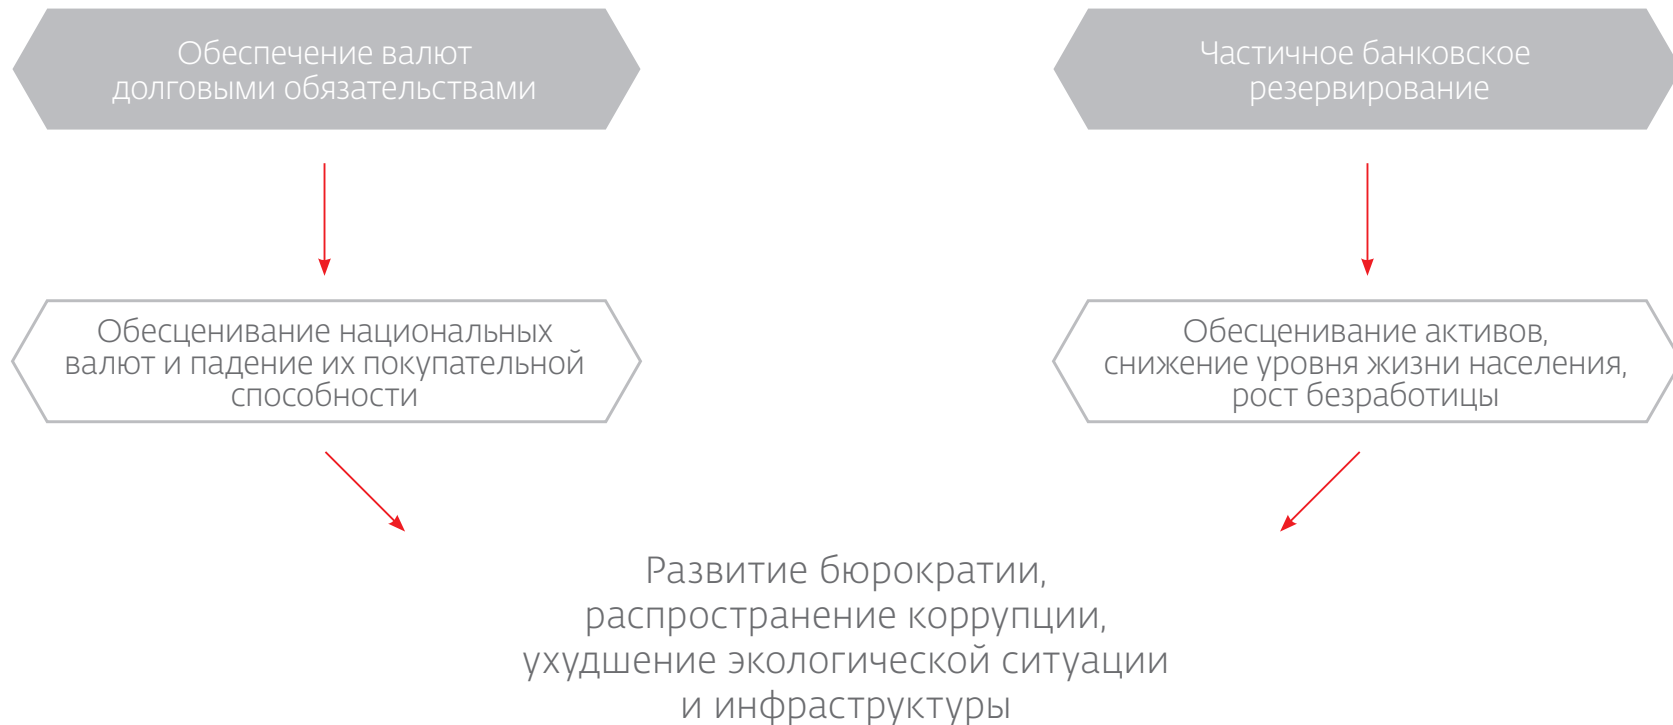 Обеспечение валют
долговыми обязательствами
Частичное банковское
резервирование
Обесценивание национальных
валют и падение их покупательной
способности
Обесценивание активов,
снижение уровня жизни населения,
рост безработицы
Развитие бюрократии,
распространение коррупции,
ухудшение экологической ситуации
и инфраструктуры